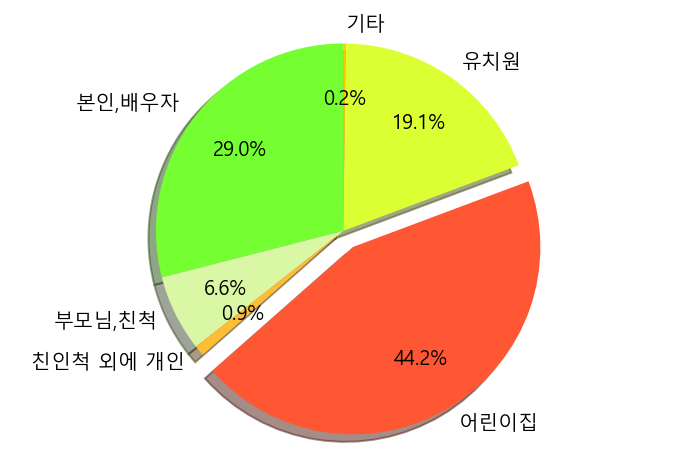 기타
유치원
본인,배우자
0.2%
19.1%
29.0%
6.6%
0.9%
부모님,친척
친인척 외에 개인
44.2%
어린이집